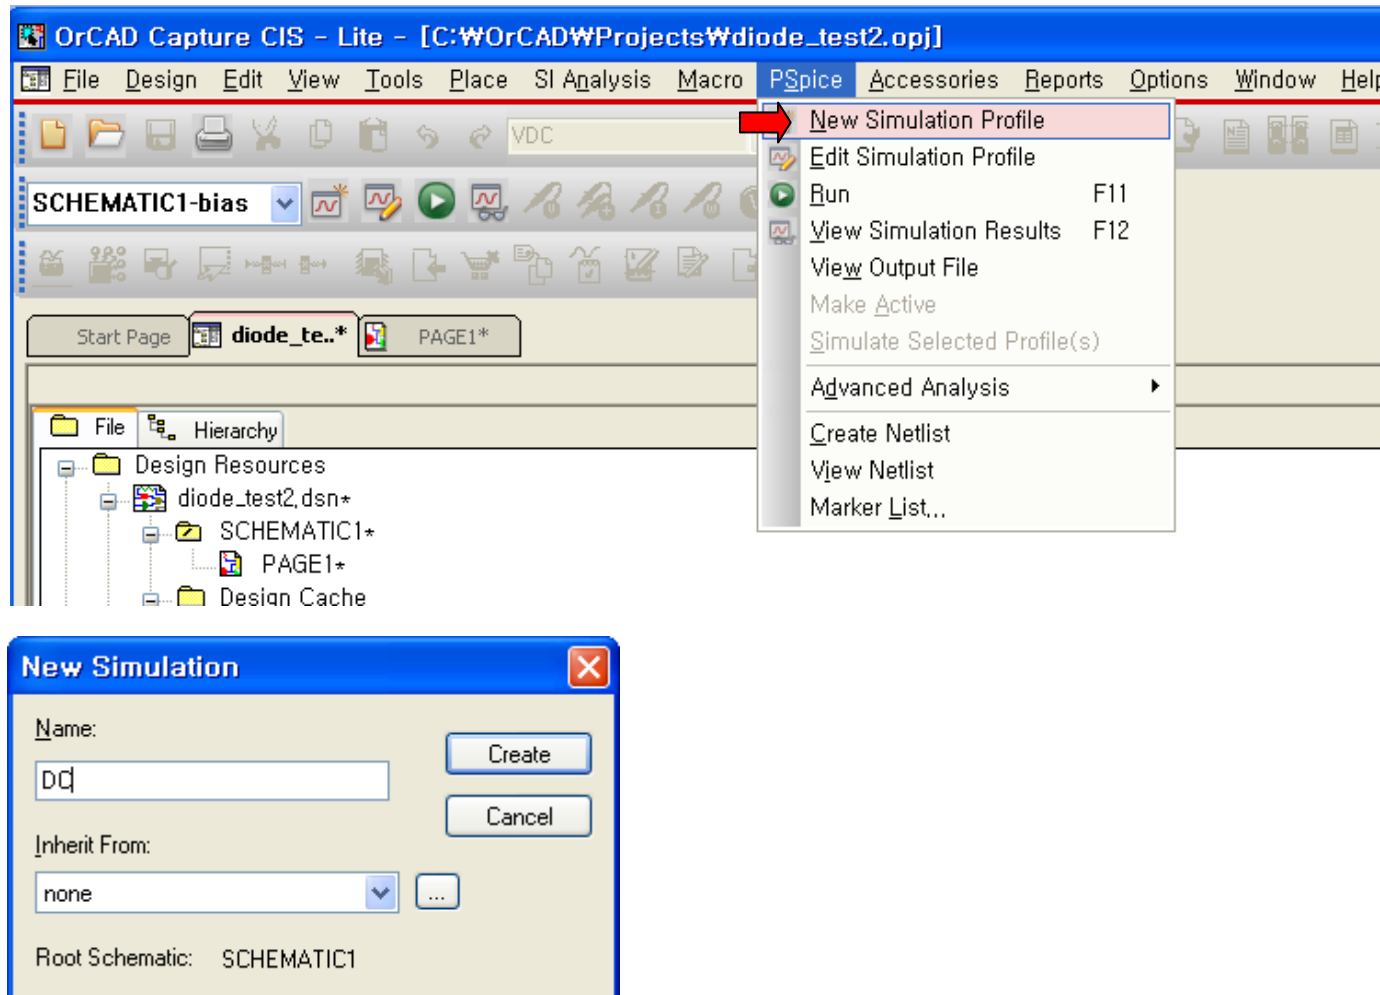 OrCAD Capture CIS - Lite - [C:₩OrCAD₩Projects₩diode_test2.opj]
File Design Edit View Tools Place SI Analysis Macro PSpice Accessories Reports Options Window Help
VDC
New Simulation Profile
Edit Simulation Profile
SCHEMATIC1-bias
Run F11
View Simulation Results F12
View Output File
Make Active
Start Page diode_te..* PAGE1*
Simulate Selected Profile(s)
Advanced Analysis
File Hierarchy
Create Netlist
Design Resources
View Netlist
diode_test2.dsn*
Marker List...
SCHEMATIC1*
PAGE1*
Design Cache
New Simulation
Name:
Create
DC
Cancel
Inherit From:
none
...
Root Schematic: SCHEMATIC1